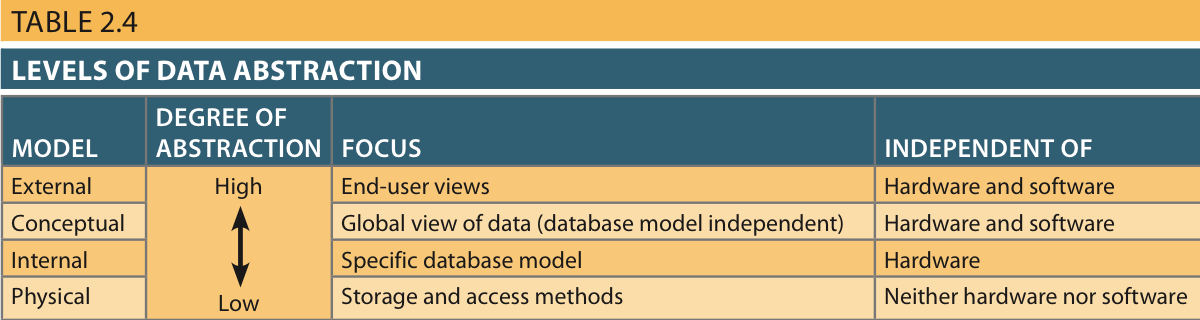 TABLE 2.4
LEVELS OF DATA ABSTRACTION
MODEL DEGREE OF ABSTRACTION FOCUS INDEPENDENT OF
External High End-user views Hardware and software
Conceptual Global view of data (database model independent) Hardware and software
Internal Specific database model Hardware
Physical Low Storage and access methods Neither hardware nor software